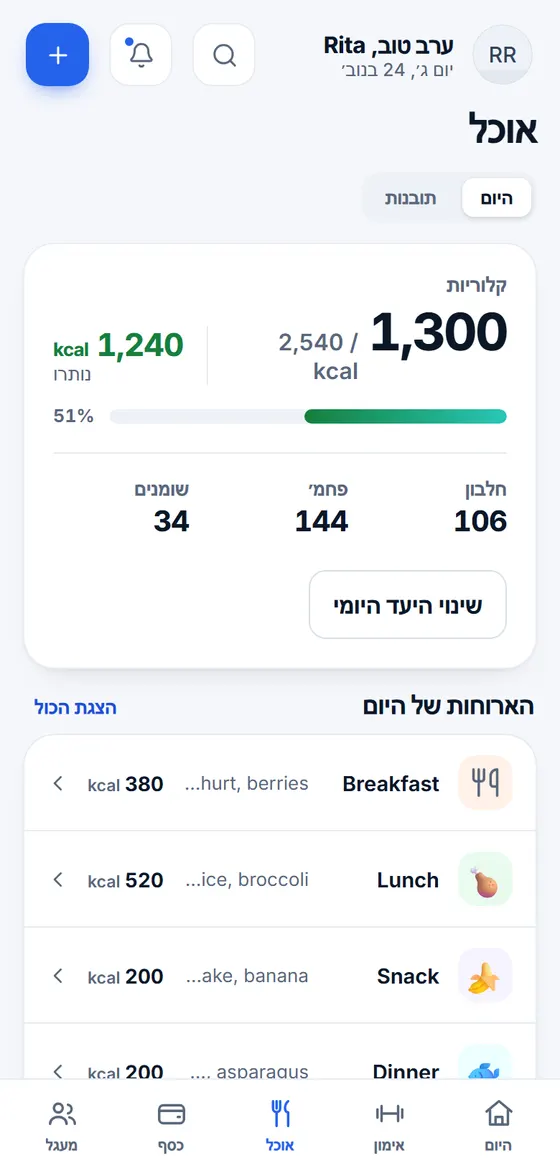 RR
ערב טוב, Rita
יום ג׳, 24 בנוב׳
אוכל
היום
תובנות
קלוריות
1,300
2,540 /
kcal
1,240 kcal
נותרו
51%
חלבון
106
פחמ׳
144
שומנים
34
שינוי היעד היומי
הארוחות של היום
הצגת הכול
Breakfast
...hurt, berries
380 kcal
Lunch
...ice, broccoli
520 kcal
Snack
...ake, banana
200 kcal
Dinner
..., asparagus
200 kcal
היום
אימון
אוכל
כסף
מעגל